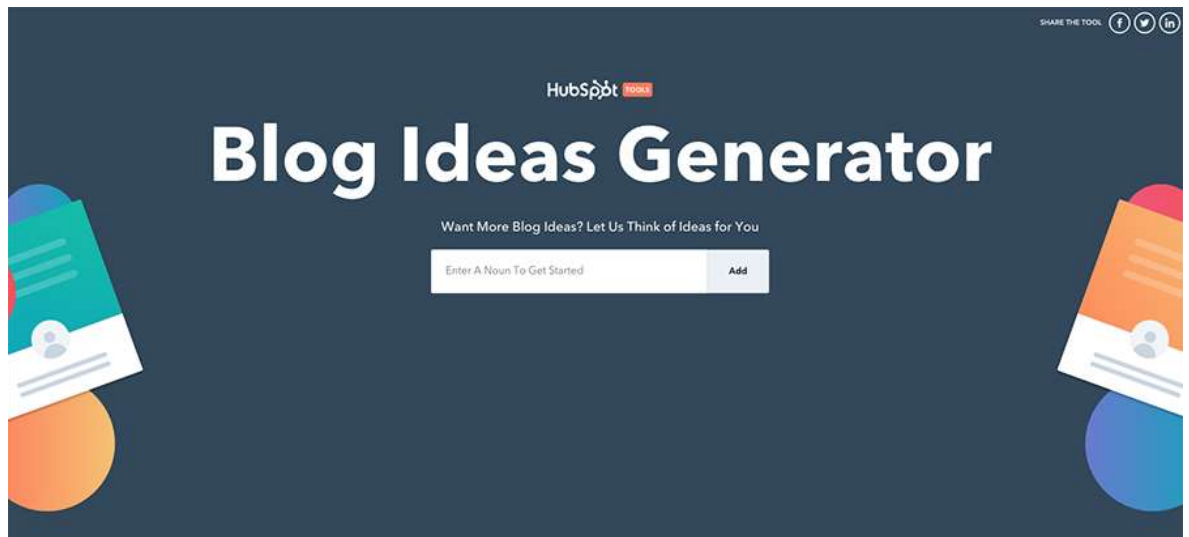 SHARE THE TOOL
HubSpot TOOLS
Blog Ideas Generator
Want More Blog Ideas? Let Us Think of Ideas for You
Enter A Noun To Get Started Add